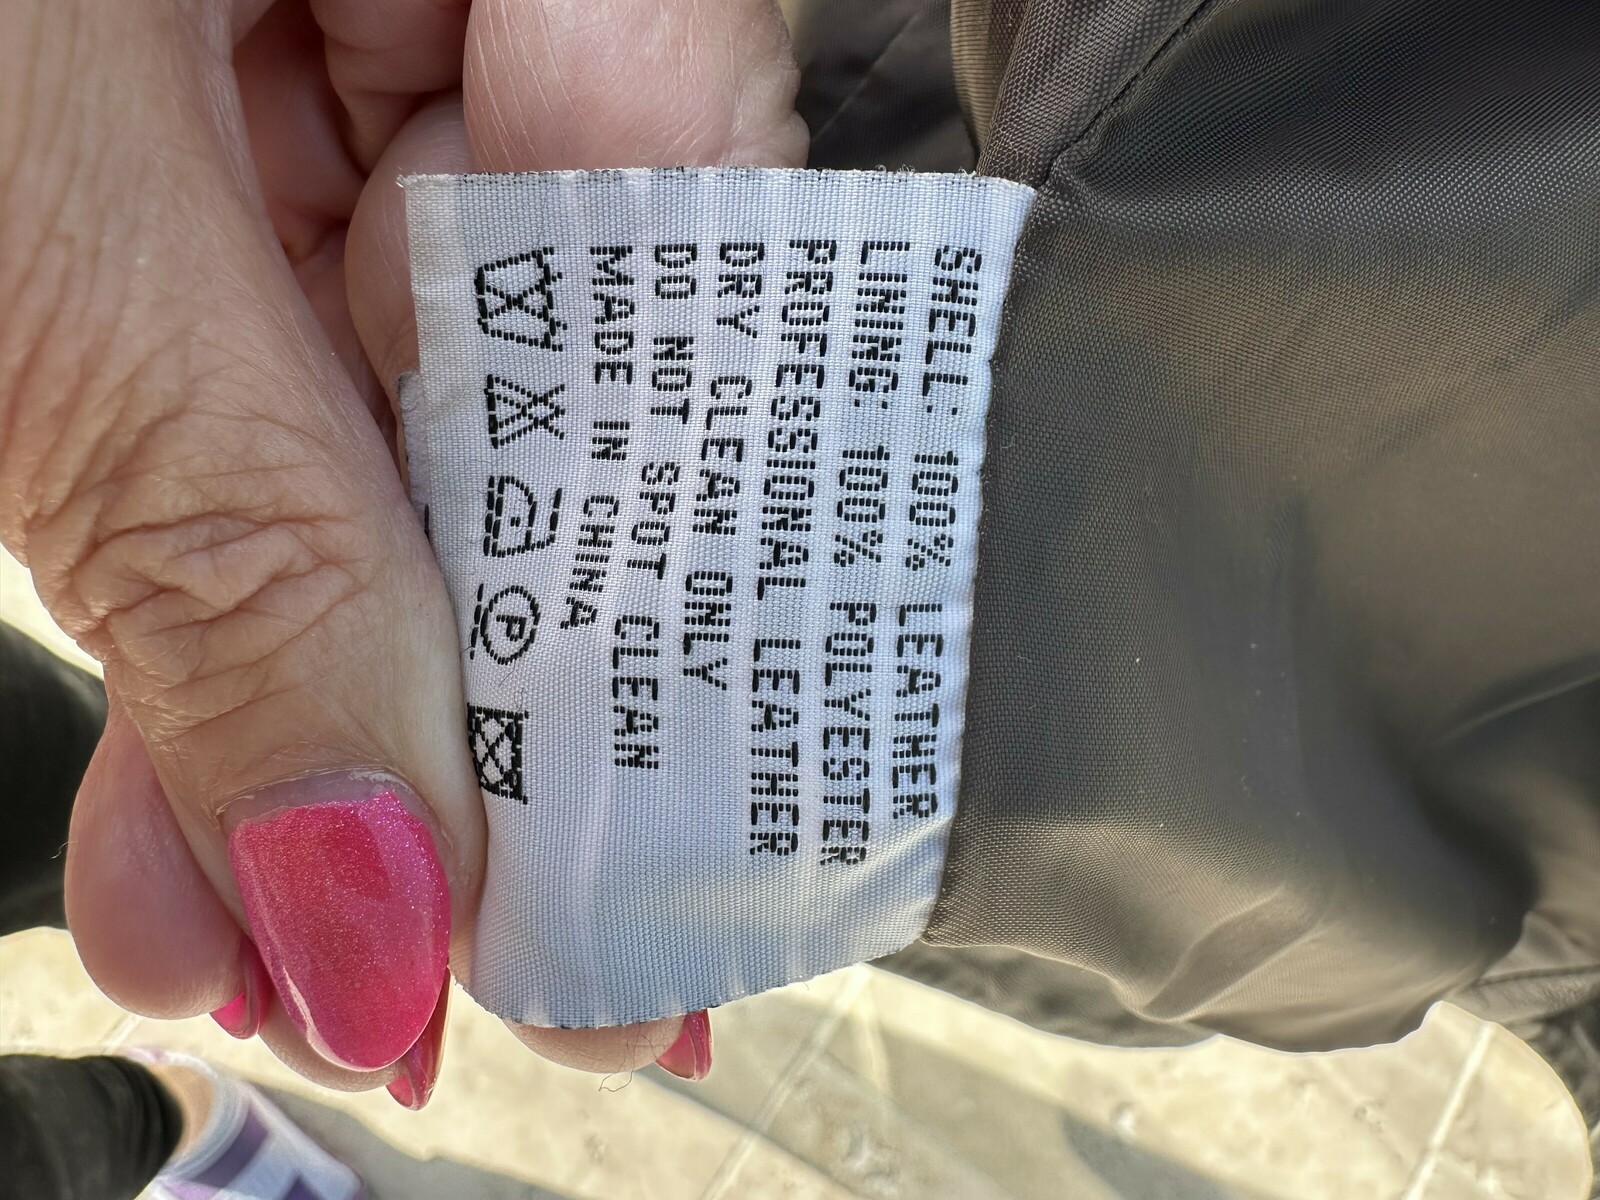 SHELL: 100% LEATHER
LINING: 100% POLYESTER
PROFESSIONAL LEATHER
DRY CLEAN ONLY
DO NOT SPOT CLEAN
MADE IN CHINA
P